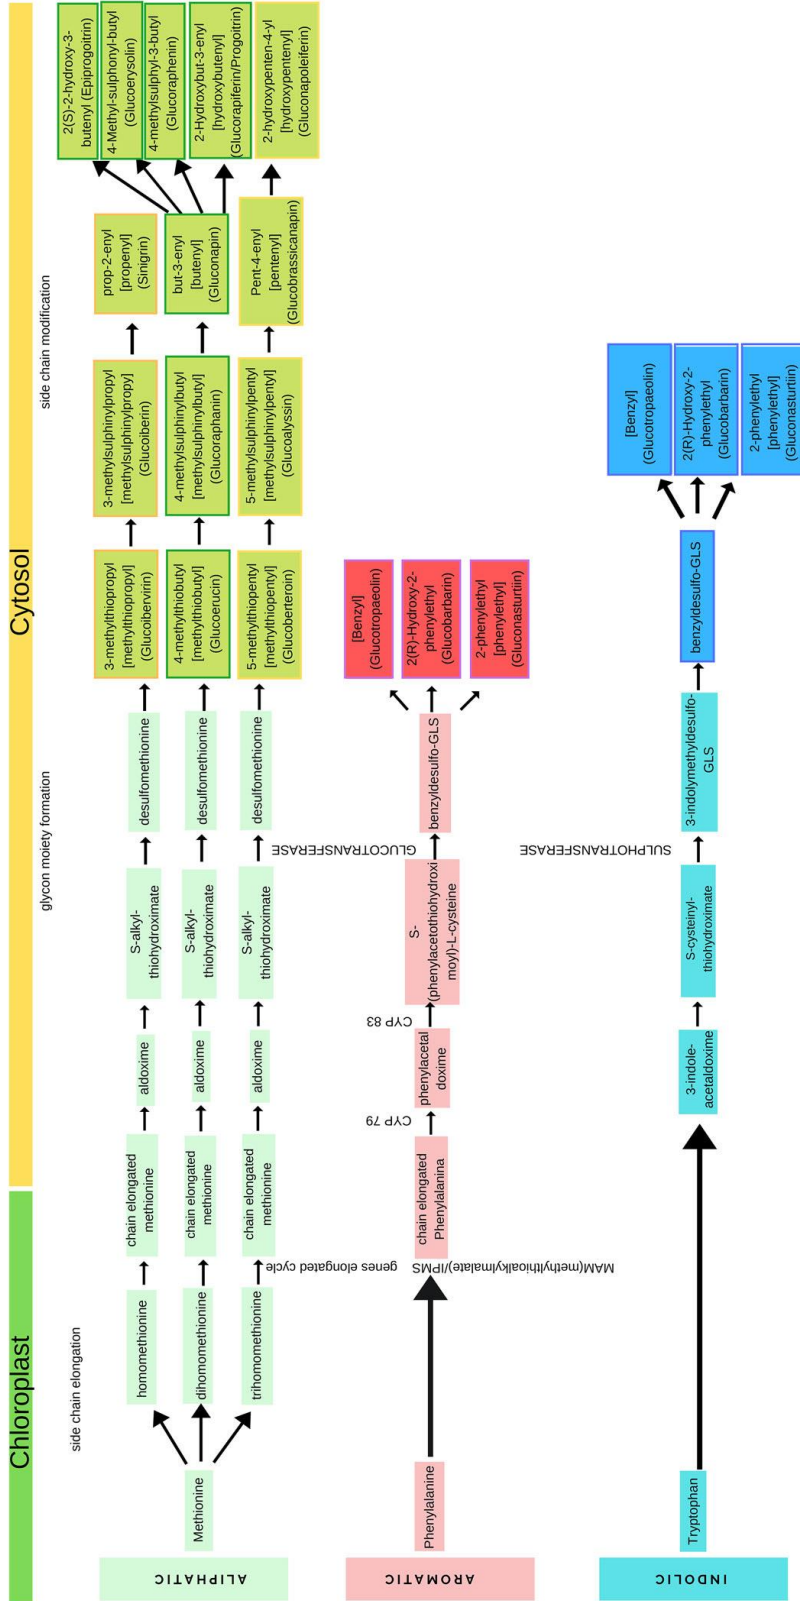 Chloroplast
Cytosol
side chain elongation
glycon moiety formation
side chain modification
ALIPHATIC
Methionine
homomethionine
chain elongated
methionine
aldoxime
S-alkyl-
thiohydroximate
desulfomethionine
3-methylthiopropyl
[methylthiopropyl]
(Glucoibervirin)
3-methylsulphinylpropyl
[methylsulphinylpropy]
(Glucoiberin)
prop-2-enyl
[propenyl]
(Sinigrin)
dihomomethionine
chain elongated
methionine
aldoxime
S-alkyl-
thiohydroximate
desulfomethionine
4-methylthiobutyl
[methylthiobutyl]
(Glucoerucin)
4-methylsulphinylbutyl
[methylsulphinylbutyl]
(Glucoraphanin)
but-3-enyl
[butenyl]
(Gluconapin)
trihomomethionine
chain elongated
methionine
aldoxime
S-alkyl-
thiohydroximate
desulfomethionine
5-methylthiopentyl
[methylthiopentyl]
(Glucoberteroin)
5-methylsulphinylpentyl
[methylsulphinylpentyl]
(Glucoalyssin)
Pent-4-enyl
[pentenyl]
(Glucobrassicanapin)
2(S)-2-hydroxy-3-
butenyl (Epiprogoitrin)
4-Methyl-sulphonyl-butyl
(Glucoerysolin)
4-methylsulphyl-3-butyl
(Glucoraphenin)
2-Hydroxybut-3-enyl
[hydroxybutenyl]
(Glucorapiferin/Progoitrin)
2-hydroxypenten-4-yl
[hydroxypentenyl]
(Gluconapoleiferin)
genes elongated cycle
MAM(methylthioalkylmalate)/IPMS
CYP 79
CYP 83
GLUCOTRANSFERASE
SULPHOTRANSFERASE
AROMATIC
Phenylalanine
chain elongated
Phenylalanina
phenylacetal
doxime
S-
(phenylacetothiohydroxi
moyl)-L-cysteine
benzyldesulfo-GLS
[Benzyl]
(Glucotropaeolin)
2(R)-Hydroxy-2-
phenylethyl
(Glucobarbarin)
2-phenylethyl
[phenylethyl]
(Gluconasturtiin)
INDOLIC
Tryptophan
3-indole-
acetaldoxime
S-cysteinyl-
thiohydroximate
3-indolymethyldesulfo-
GLS
benzyldesulfo-GLS
[Benzyl]
(Glucotropaeolin)
2(R)-Hydroxy-2-
phenylethyl
(Glucobarbarin)
2-phenylethyl
[phenylethyl]
(Gluconasturtiin)